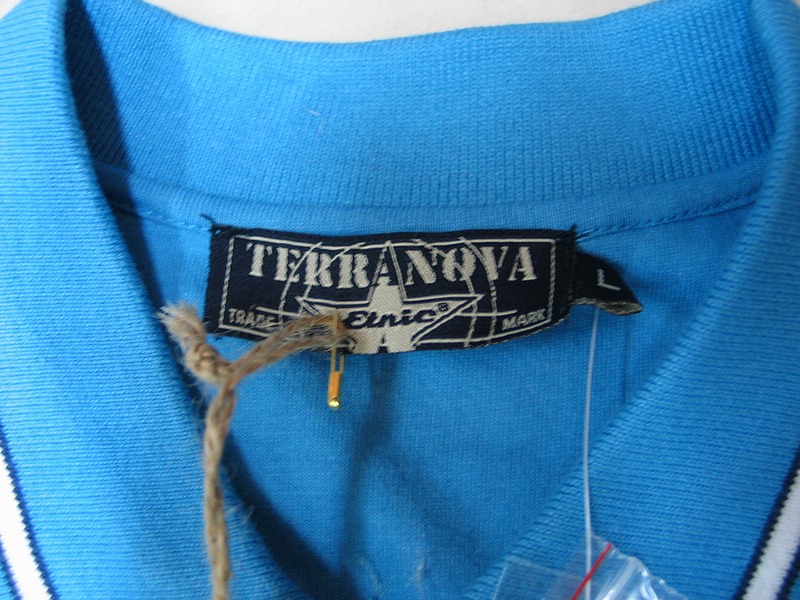 TERRANOVA
Etnic®
TRADE MARK
L